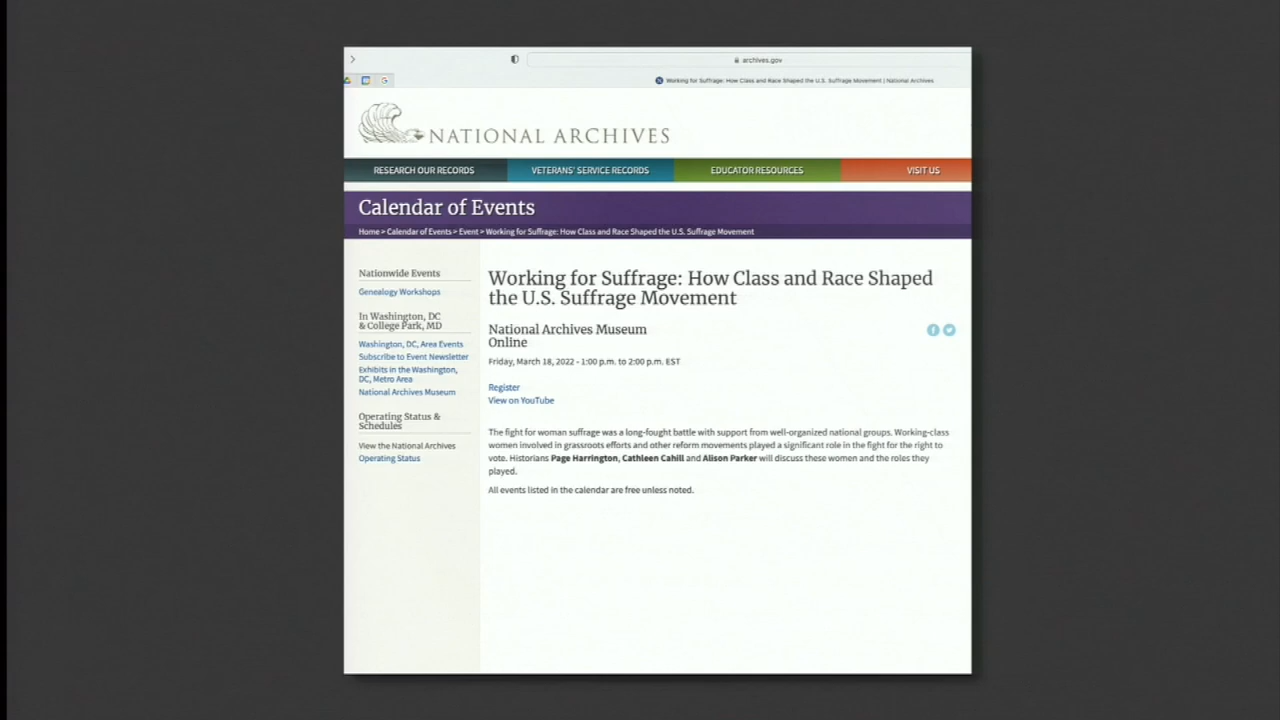 archives.gov
Working for Suffrage: How Class and Race Shaped the U.S. Suffrage Movement | National Archives
NATIONAL ARCHIVES
RESEARCH OUR RECORDS
VETERANS' SERVICE RECORDS
EDUCATOR RESOURCES
VISIT US
Calendar of Events
Home > Calendar of Events > Event > Working for Suffrage: How Class and Race Shaped the U.S. Suffrage Movement
Nationwide Events
Genealogy Workshops
In Washington, DC
& College Park, MD
Washington, DC, Area Events
Subscribe to Event Newsletter
Exhibits in the Washington,
DC, Metro Area
National Archives Museum
Operating Status &
Schedules
View the National Archives
Operating Status
Working for Suffrage: How Class and Race Shaped
the U.S. Suffrage Movement
National Archives Museum
Online
Friday, March 18, 2022 - 1:00 p.m. to 2:00 p.m. EST
Register
View on YouTube
The fight for woman suffrage was a long-fought battle with support from well-organized national groups. Working-class
women involved in grassroots efforts and other reform movements played a significant role in the fight for the right to
vote. Historians Page Harrington, Cathleen Cahill and Alison Parker will discuss these women and the roles they
played.
All events listed in the calendar are free unless noted.